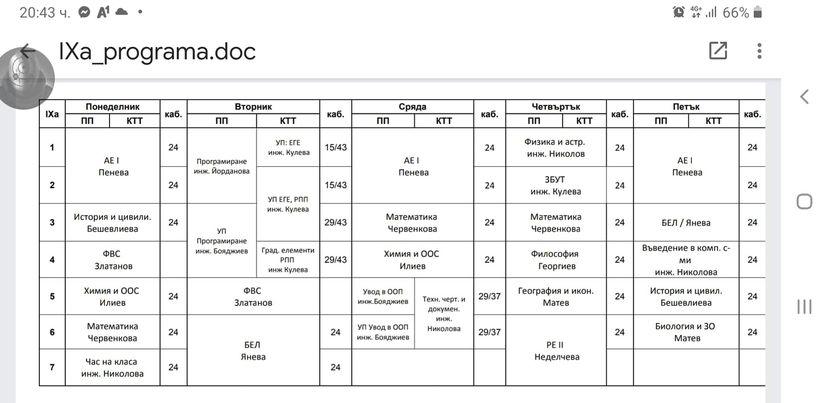 20:43 ч. A1 • 4G+ 66%
IXa_programa.doc
IXa Понеделник каб. Вторник каб. Сряда каб. Четвъртък каб. Петък каб.
ПП КТТ ПП КТТ ПП КТТ ПП КТТ ПП КТТ
1
АЕ I
Пенева
24
Програмиране
инж. Йорданова
УП: ЕГЕ
инж. Кулева
15/43
АЕ I
Пенева
24
Физика и астр.
инж. Николов
24
АЕ I
Пенева
24
2
24
УП ЕГЕ, РПП
инж. Кулева
15/43
24
ЗБУТ
инж. Кулева
24
24
3
История и цивили.
Бешевлиева
24
УП
Програмиране
инж. Бояджиев
29/43
Математика
Червенкова
24
Математика
Червенкова
24
БЕЛ / Янева
24
4
ФВС
Златанов
Град. елементи
РПП
инж Кулева
29/43
Химия и ООС
Илиев
24
Философия
Георгиев
24
Въведение в комп. с-
ми
инж. Николова
24
5
Химия и ООС
Илиев
24
ФВС
Златанов
Увод в ООП
инж.Бояджиев
Техн. черт. и
докумен.
инж.
Николова
29/37
География и икон.
Матев
24
История и цивил.
Бешевлиева
24
6
Математика
Червенкова
24
БЕЛ
Янева
24
УП Увод в ООП
инж. Бояджиев
29/37
РЕ II
Неделчева
24
Биология и ЗО
Матев
24
7
Час на класа
инж. Николова
24
24